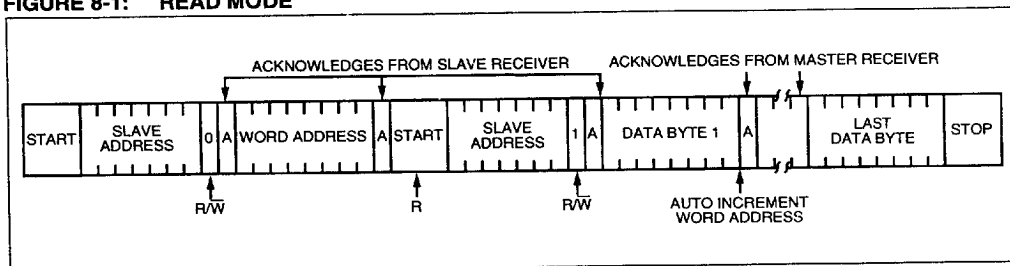 FIGURE 8-1: READ MODE
ACKNOWLEDGES FROM SLAVE RECEIVER
ACKNOWLEDGES FROM MASTER RECEIVER
START
SLAVE
ADDRESS
0
A
WORD ADDRESS
A
START
SLAVE
ADDRESS
1
A
DATA BYTE 1
A
LAST
DATA BYTE
STOP
R/W̅
R
R/W̅
AUTO INCREMENT
WORD ADDRESS